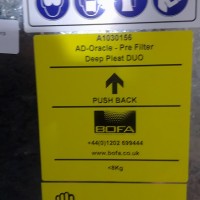 A1030156
AD-Oracle - Pre Filter
Deep Pleat DUO
PUSH BACK
BOFA
+44(0)1202 699444
www.bofa.co.uk
<8Kg